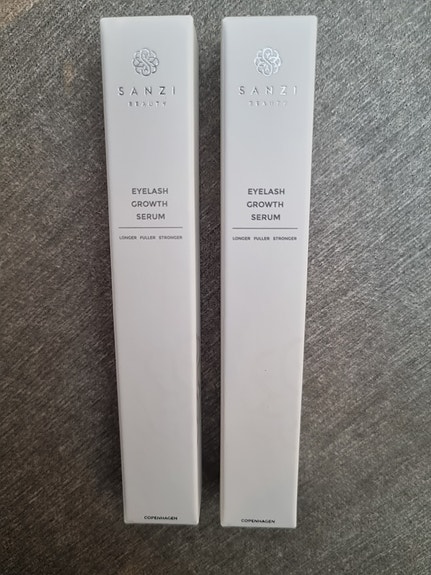 SANZI
BEAUTY
EYELASH
GROWTH
SERUM
LONGER FULLER STRONGER
COPENHAGEN
SANZI
BEAUTY
EYELASH
GROWTH
SERUM
LONGER FULLER STRONGER
COPENHAGEN